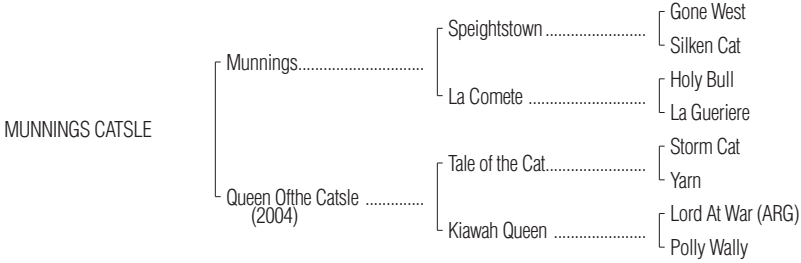 Gone West
Speightstown
Silken Cat
Munnings
Holy Bull
La Comete
La Gueriere
MUNNINGS CATSLE
Storm Cat
Tale of the Cat
Yarn
Queen Ofthe Catsle
(2004)
Lord At War (ARG)
Kiawah Queen
Polly Wally